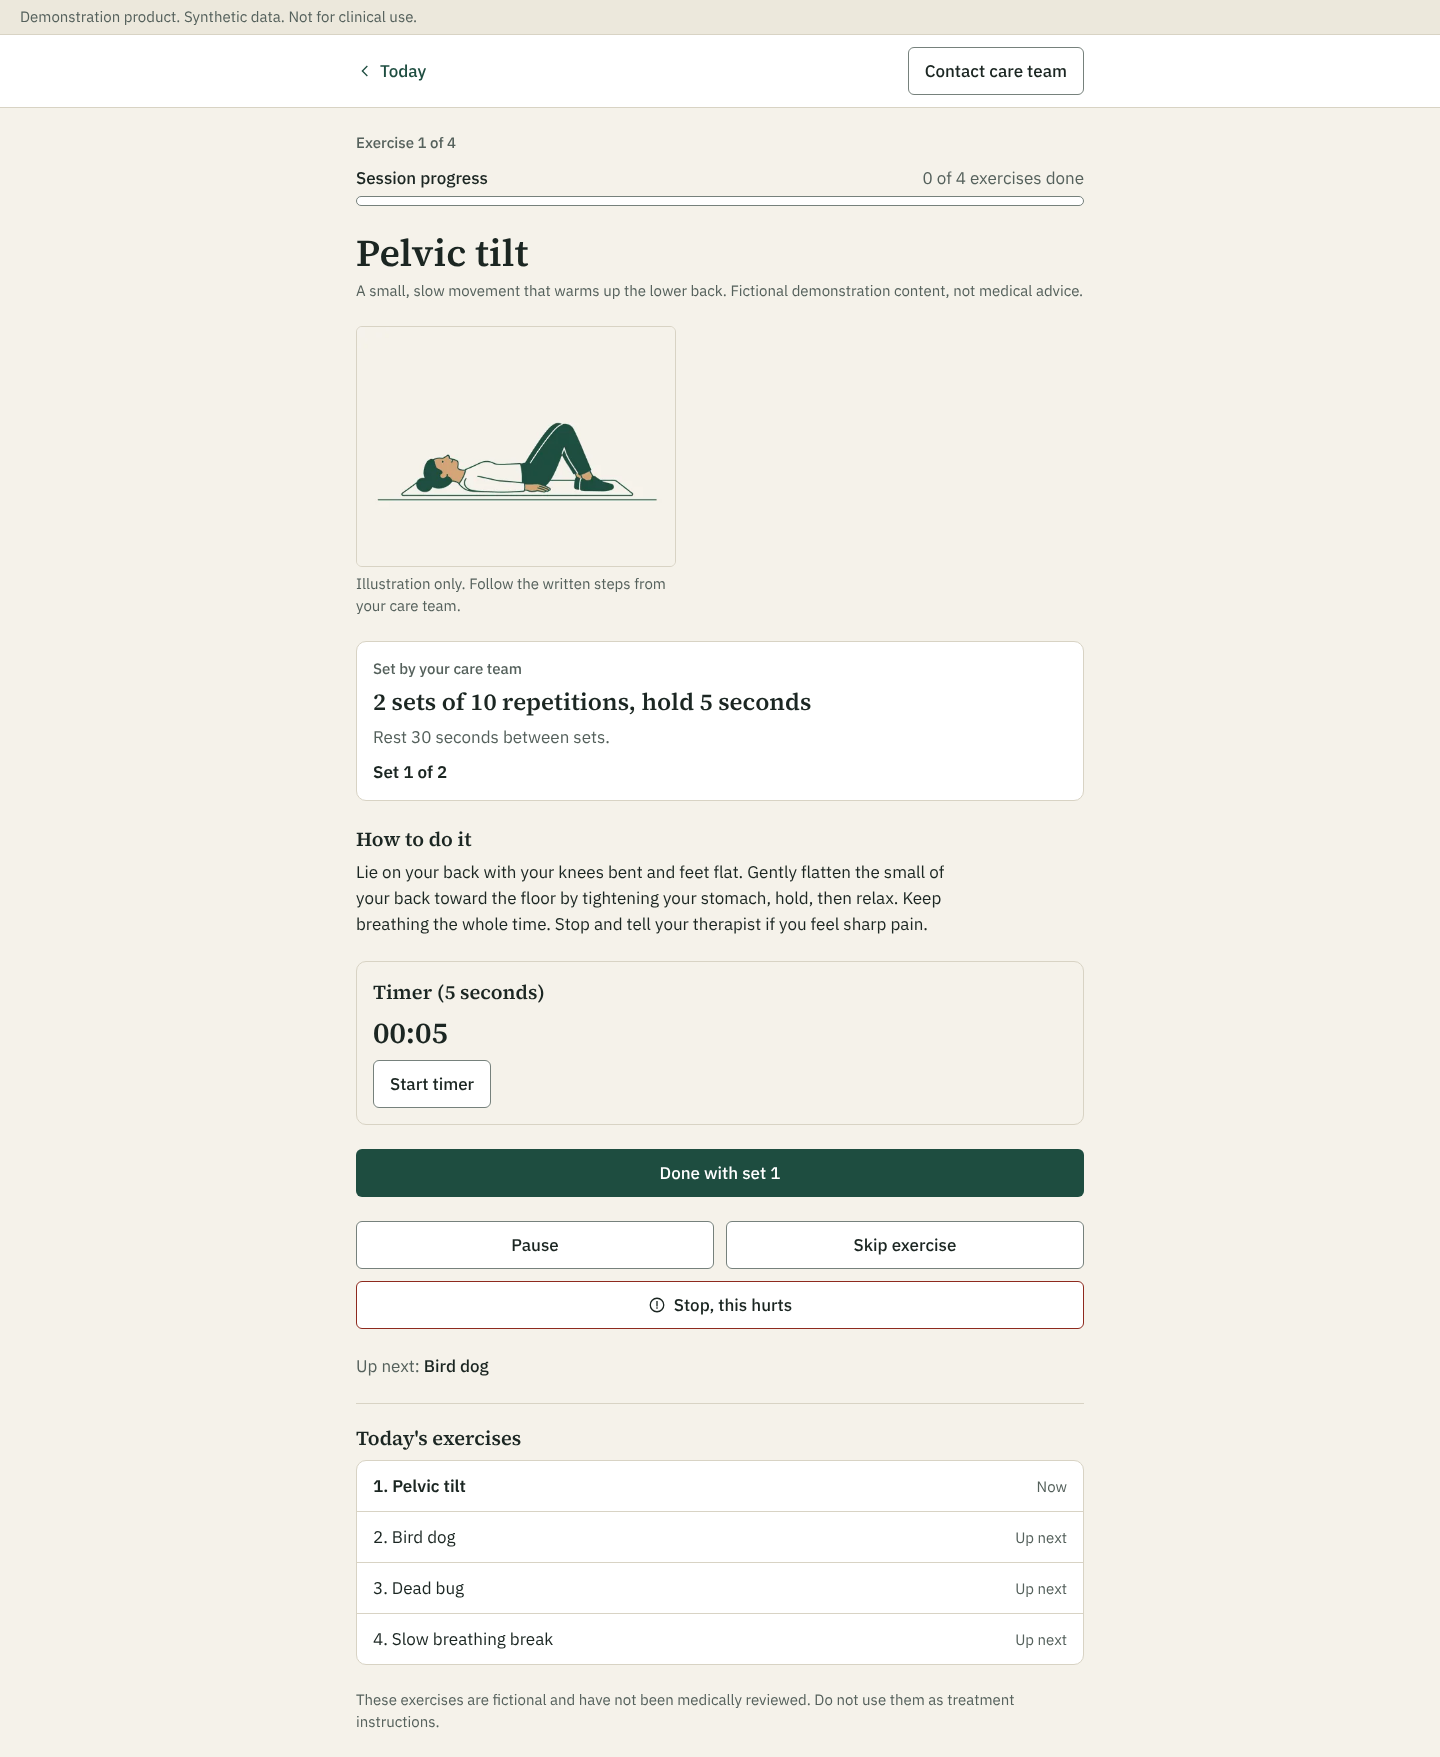 Demonstration product. Synthetic data. Not for clinical use.
Today
Contact care team
Exercise 1 of 4
Session progress
0 of 4 exercises done
Pelvic tilt
A small, slow movement that warms up the lower back. Fictional demonstration content, not medical advice.
Illustration only. Follow the written steps from
your care team.
Set by your care team
2 sets of 10 repetitions, hold 5 seconds
Rest 30 seconds between sets.
Set 1 of 2
How to do it
Lie on your back with your knees bent and feet flat. Gently flatten the small of
your back toward the floor by tightening your stomach, hold, then relax. Keep
breathing the whole time. Stop and tell your therapist if you feel sharp pain.
Timer (5 seconds)
00:05
Start timer
Done with set 1
Pause
Skip exercise
Stop, this hurts
Up next: Bird dog
Today's exercises
1. Pelvic tilt
Now
2. Bird dog
Up next
3. Dead bug
Up next
4. Slow breathing break
Up next
These exercises are fictional and have not been medically reviewed. Do not use them as treatment
instructions.